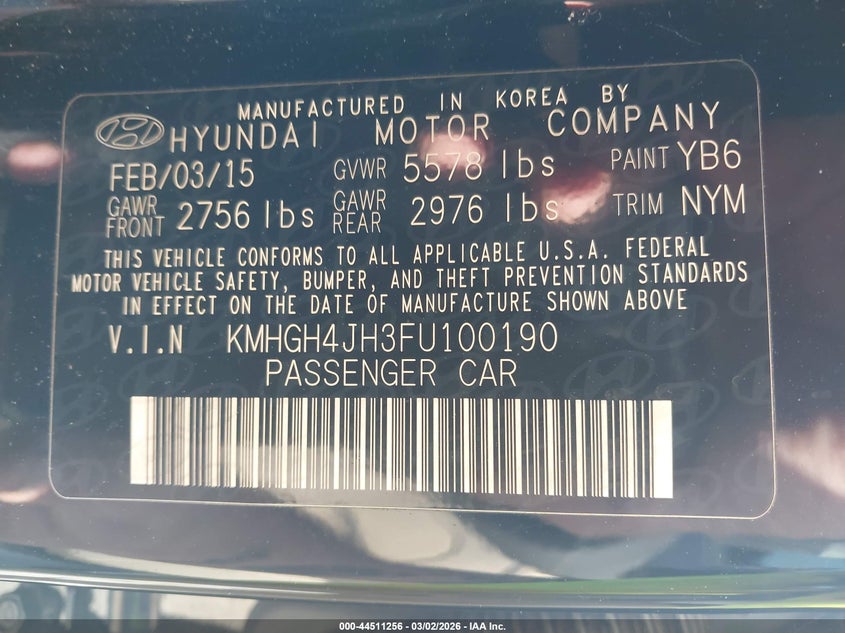 MANUFACTURED IN KOREA BY
HYUNDAI MOTOR COMPANY
FEB/03/15 GVWR 5578 lbs PAINT YB6
GAWR FRONT 2756 lbs GAWR REAR 2976 lbs TRIM NYM
THIS VEHICLE CONFORMS TO ALL APPLICABLE U.S.A. FEDERAL
MOTOR VEHICLE SAFETY, BUMPER, AND THEFT PREVENTION STANDARDS
IN EFFECT ON THE DATE OF MANUFACTURE SHOWN ABOVE
V.I.N KMHGH4JH3FU100190
PASSENGER CAR
000-44511256 - 03/02/2026 - IAA Inc.